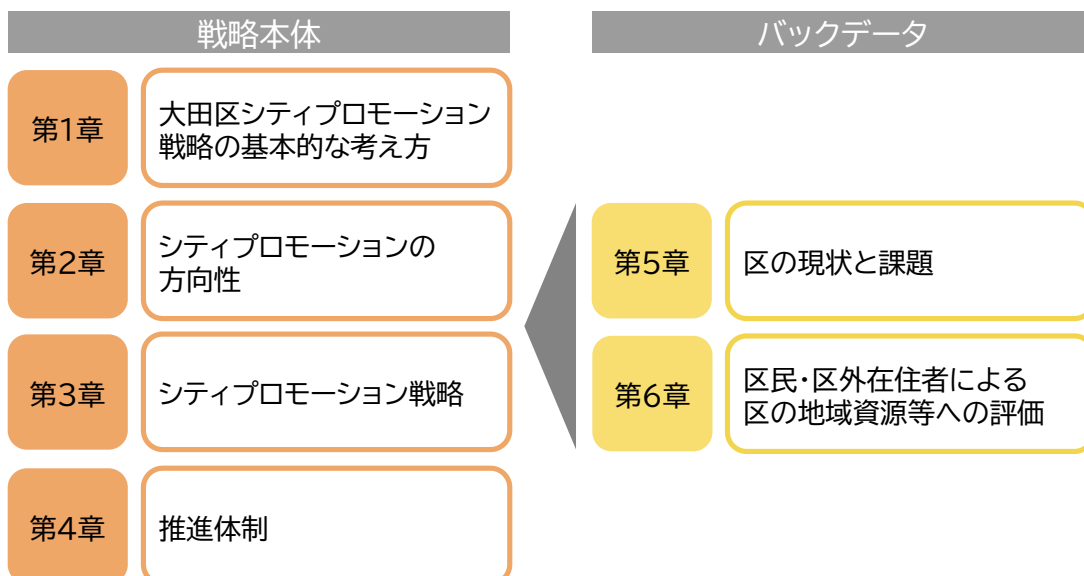 戦略本体
第1章
大田区シティプロモーション
戦略の基本的な考え方
第2章
シティプロモーションの
方向性
第3章
シティプロモーション戦略
第4章
推進体制
バックデータ
第5章
区の現状と課題
第6章
区民・区外在住者による
区の地域資源等への評価